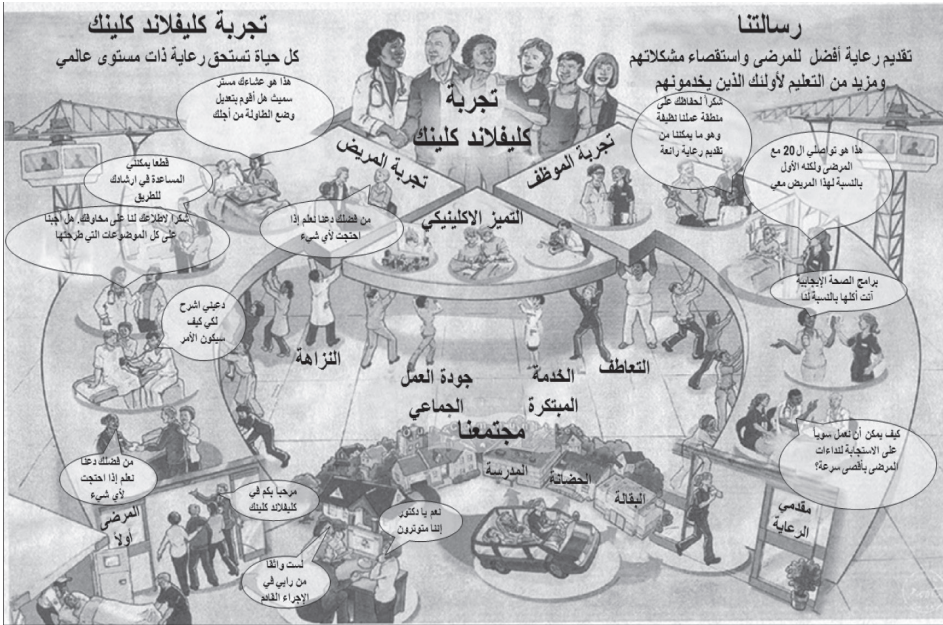 رسالتنا
تقديم رعاية أفضل للمرضى واستقصاء مشكلاتهم
ومزيد من التعليم لأولئك الذين يخدمونهم
تجربة كليفلاند كلينك
كل حياة تستحق رعاية ذات مستوى عالمي
تجربة
كليفلاند كلينك
تجربة الموظف
تجربة المريض
التميز الاكلينيكي
شكراً لحفاظك على
منطقة عملنا نظيفة
وهو ما يمكننا من
تقديم رعاية رائعة
هذا هو تواصلي ال 20 مع
المرضى ولكنه الأول
بالنسبة لهذا المريض معي
برامج الصحة الإيجابية
أتت أكلها بالنسبة لنا
كيف يمكن أن نعمل سوياً
على الاستجابة لنداءات
المرضى بأقصى سرعة؟
هذا هو عشاءك مستر
سميث هل أقوم بتعديل
وضع الطاولة من أجلك
قطعا يمكنني
المساعدة في ارشادك
للطريق
شكرا لاطلاعك لنا على مخاوفك، هل أجبنا
على كل الموضوعات التي طرحتها
من فضلك دعنا نعلم إذا
احتجت لأي شيء
دعيني اشرح
لكي كيف
سيكون الأمر
التعاطف
الخدمة
المبتكرة
جودة العمل
الجماعي
النزاهة
مجتمعنا
المدرسة
الحضانة
البقالة
مقدمي
الرعاية
من فضلك دعنا
نعلم إذا احتجت
لأي شيء
المرضى
أولاً
مرحباً بكم في
كليفلاند كلينك
نعم يا دكتور
إننا متوترون
لست واثقا
من رايي في
الإجراء القادم